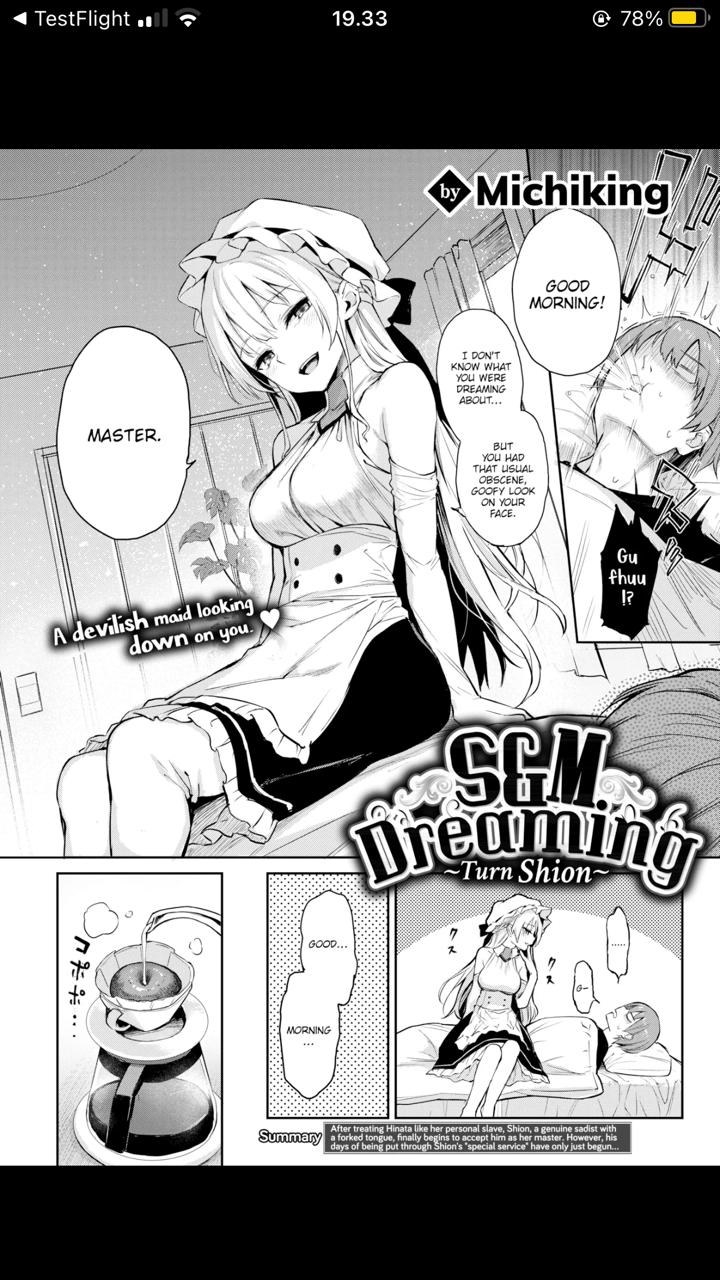 TestFlight
19.33
78%
by Michiking
GOOD
MORNING!
I DON'T
KNOW WHAT
YOU WERE
DREAMING
ABOUT...
BUT
YOU HAD
THAT USUAL
OBSCENE,
GOOFY LOOK
ON YOUR
FACE.
Gu
fhuu
!?
MASTER.
A devilish maid looking
down on you.
S&M
Dreaming
~Turn Shion~
クス
クス
.........
G-
GOOD...
MORNING
...
Summary
After treating Hinata like her personal slave, Shion, a genuine sadist with
a forked tongue, finally begins to accept him as her master. However, his
days of being put through Shion's "special service" have only just begun...